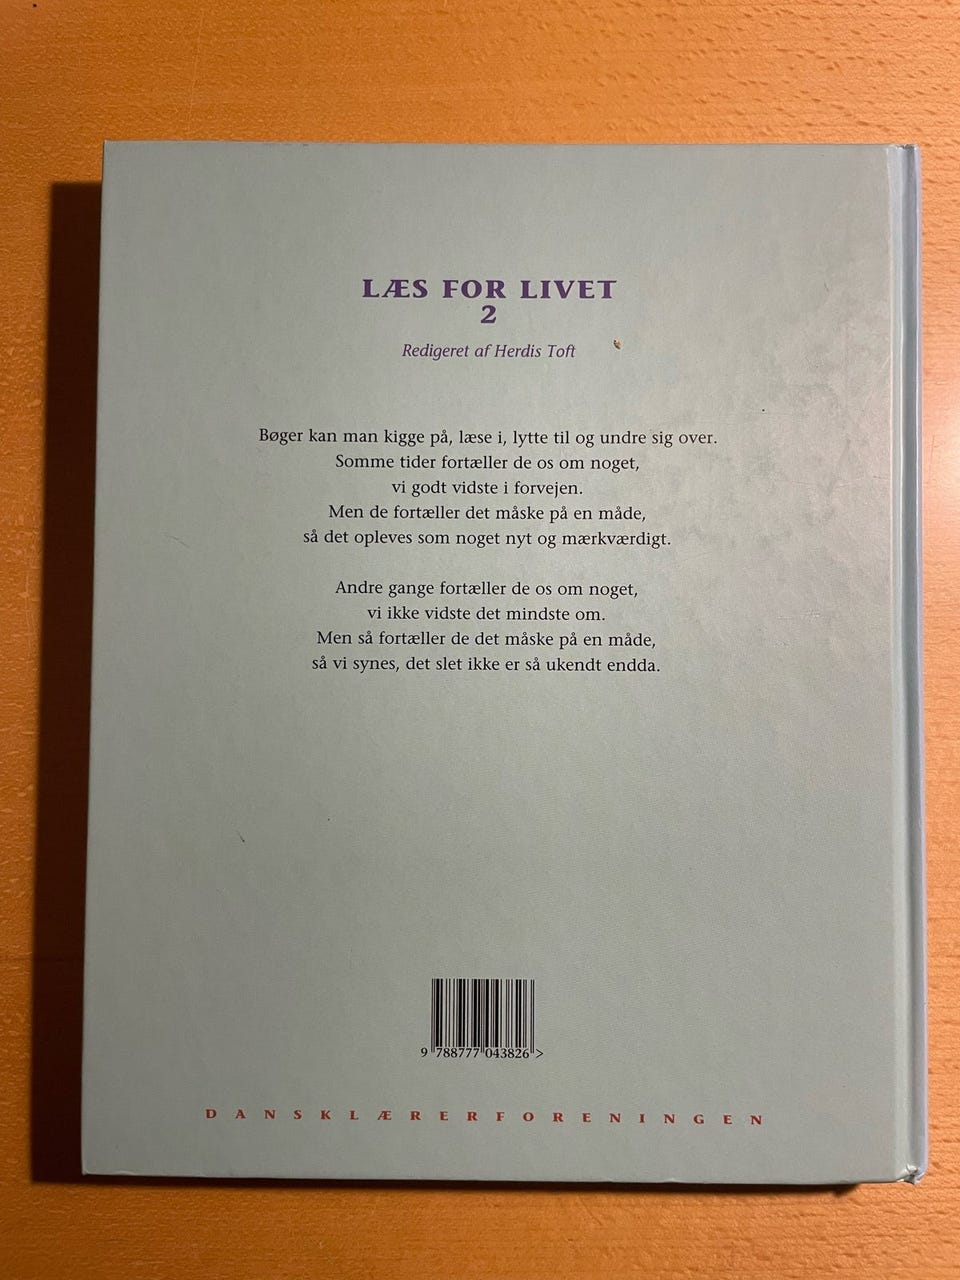 LÆS FOR LIVET
2
Redigeret af Herdis Toft
Bøger kan man kigge på, læse i, lytte til og undre sig over.
Somme tider fortæller de os om noget,
vi godt vidste i forvejen.
Men de fortæller det måske på en måde,
så det opleves som noget nyt og mærkværdigt.
Andre gange fortæller de os om noget,
vi ikke vidste det mindste om.
Men så fortæller de det måske på en måde,
så vi synes, det slet ikke er så ukendt endda.
9 788777 043826 >
DANSKLÆRERFORENINGEN